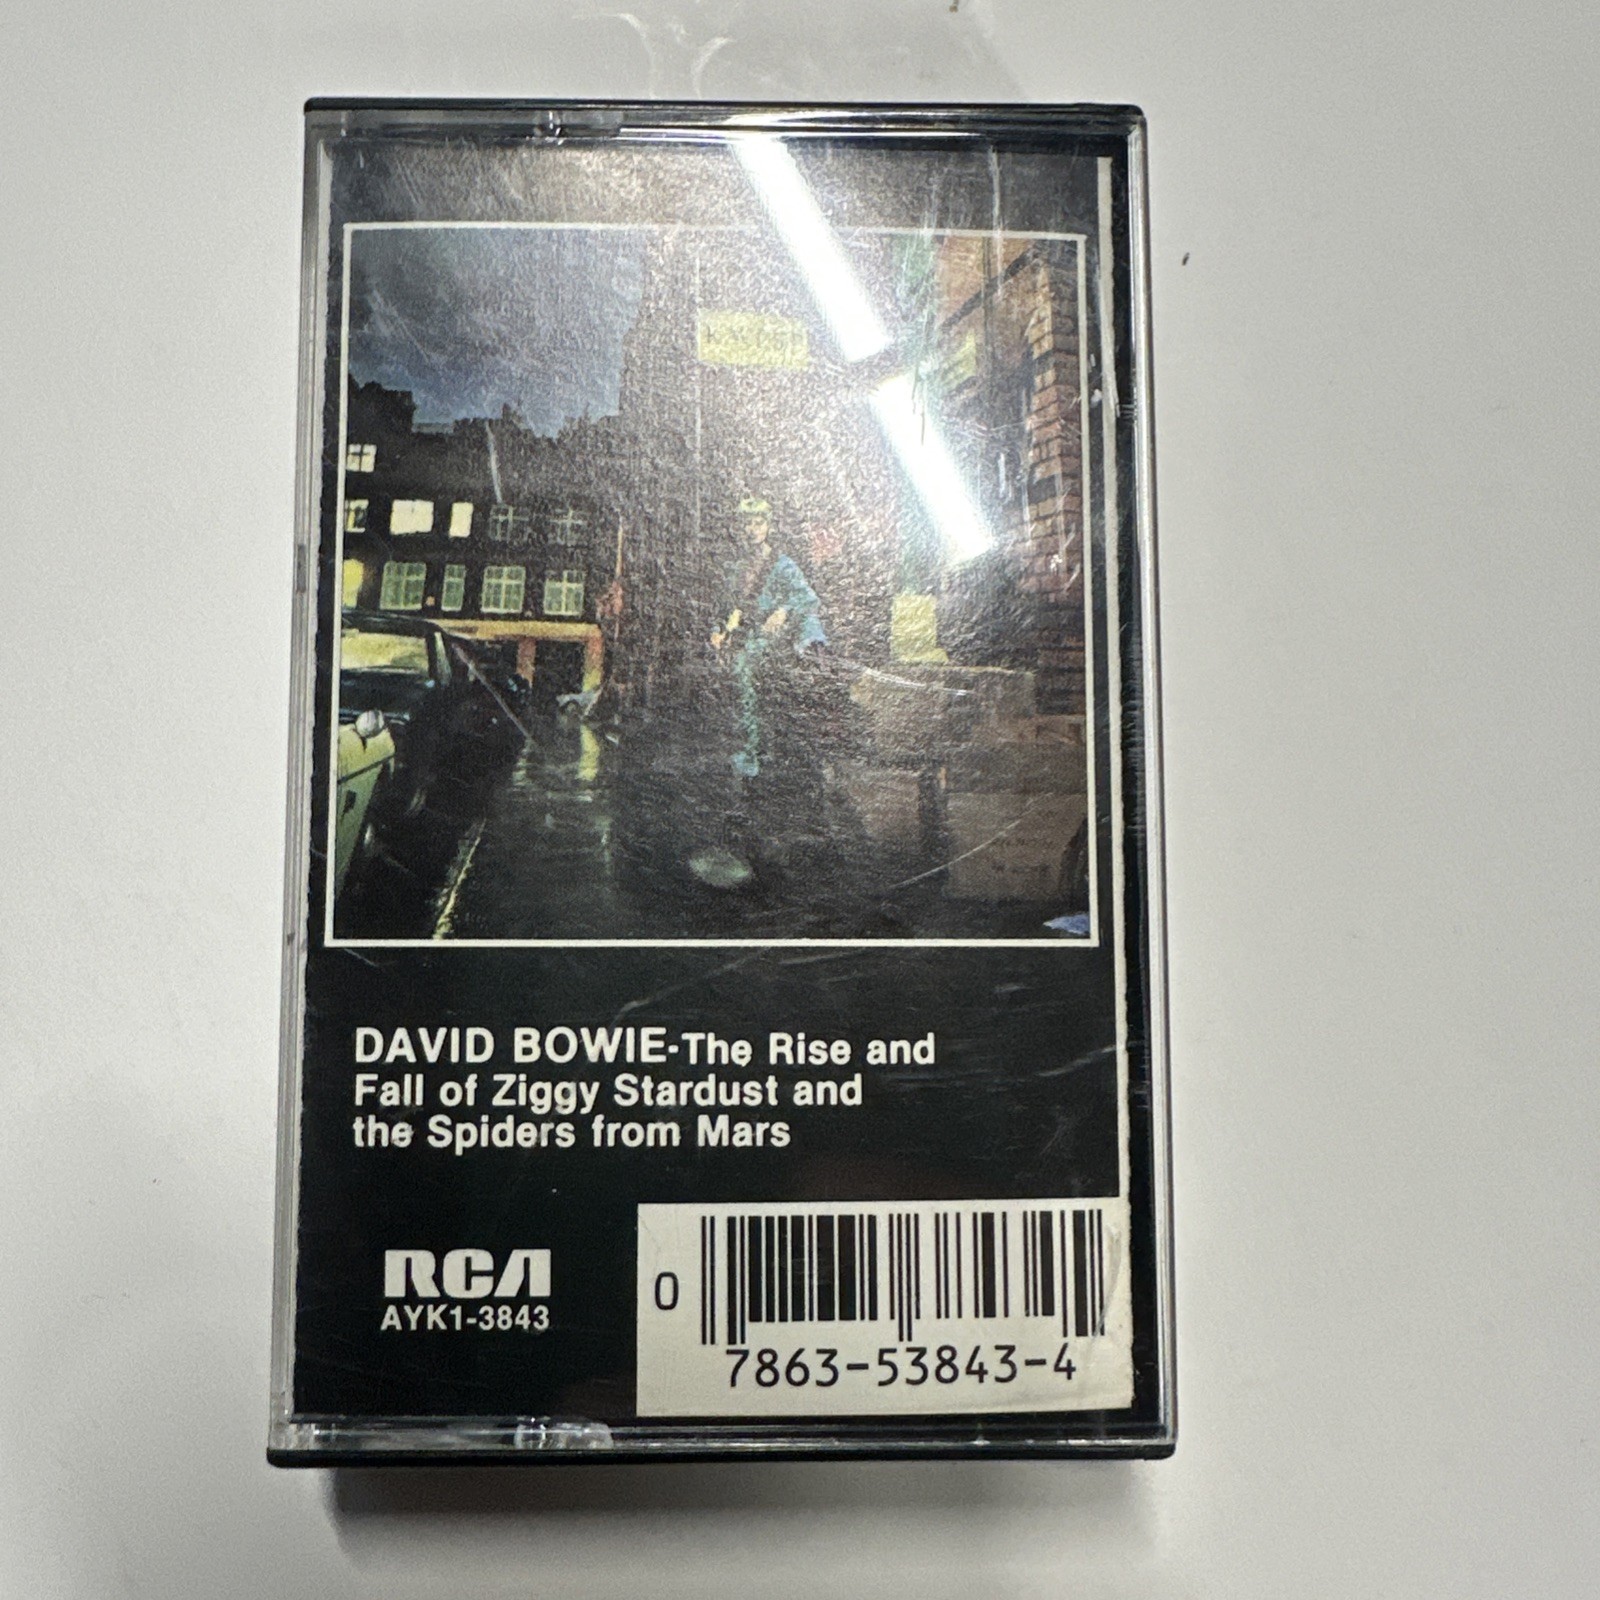 DAVID BOWIE-The Rise and
Fall of Ziggy Stardust and
the Spiders from Mars
RCA
AYK1-3843
0
7863-53843-4